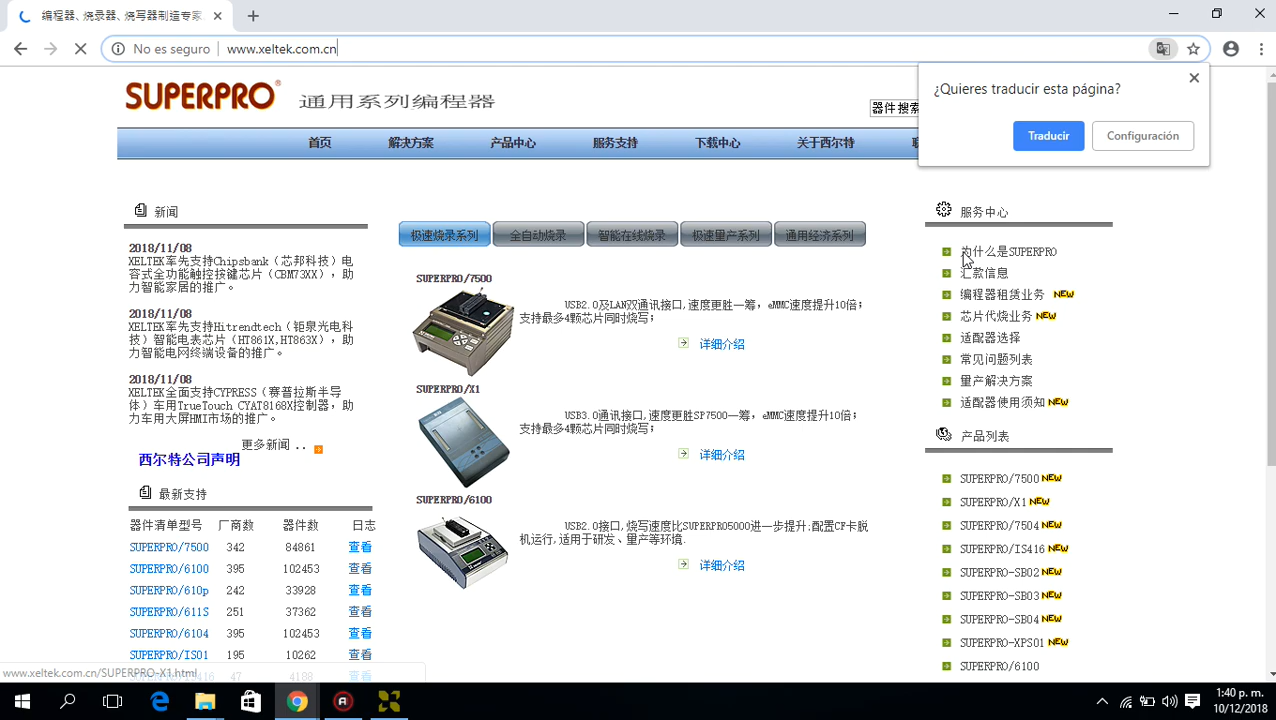 编程器、烧录器、烧写器制造专家
No es seguro
www.xeltek.com.cn
¿Quieres traducir esta página?
Traducir
Configuración
SUPERPRO® 通用系列编程器
器件搜索
首页 解决方案 产品中心 服务支持 下载中心 关于西尔特
新闻
2018/11/08
XELTEK率先支持Chipsbank（芯邦科技）电
容式全功能触控按键芯片（CBM73XX），助
力智能家居的推广。
2018/11/08
XELTEK率先支持Hitrendtech（钜泉光电科
技）智能电表芯片（HT861X,HT863X），助
力智能电网终端设备的推广。
2018/11/08
XELTEK全面支持CYPRESS（赛普拉斯半导
体）车用TrueTouch CYAT8168X控制器，助
力车用大屏HMI市场的推广。
更多新闻 ..
西尔特公司声明
最新支持
器件清单型号 厂商数 器件数 日志
SUPERPRO/7500 342 84861 查看
SUPERPRO/6100 395 102453 查看
SUPERPRO/610p 242 33928 查看
SUPERPRO/611S 251 37362 查看
SUPERPRO/6104 395 102453 查看
SUPERPRO/IS01 195 10262 查看
极速烧录系列 全自动烧录 智能在线烧录 极速量产系列 通用经济系列
SUPERPRO/7500
USB2.0及LAN双通讯接口,速度更胜一筹，eMMC速度提升10倍；
支持最多4颗芯片同时烧写；
详细介绍
SUPERPRO/X1
USB3.0通讯接口,速度更胜SP7500一筹，eMMC速度提升10倍；
支持最多4颗芯片同时烧写；
详细介绍
SUPERPRO/6100
USB2.0接口,烧写速度比SUPERPRO5000进一步提升;配置CF卡脱
机运行,适用于研发、量产等环境.
详细介绍
服务中心
为什么是SUPERPRO
汇款信息
编程器租赁业务 NEW
芯片代烧业务 NEW
适配器选择
常见问题列表
量产解决方案
适配器使用须知 NEW
产品列表
SUPERPRO/7500 NEW
SUPERPRO/X1 NEW
SUPERPRO/7504 NEW
SUPERPRO/IS416 NEW
SUPERPRO-SB02 NEW
SUPERPRO-SB03 NEW
SUPERPRO-SB04 NEW
SUPERPRO-XPS01 NEW
SUPERPRO/6100
www.xeltek.com.cn/SUPERPRO-X1.html
1:40 p. m.
10/12/2018